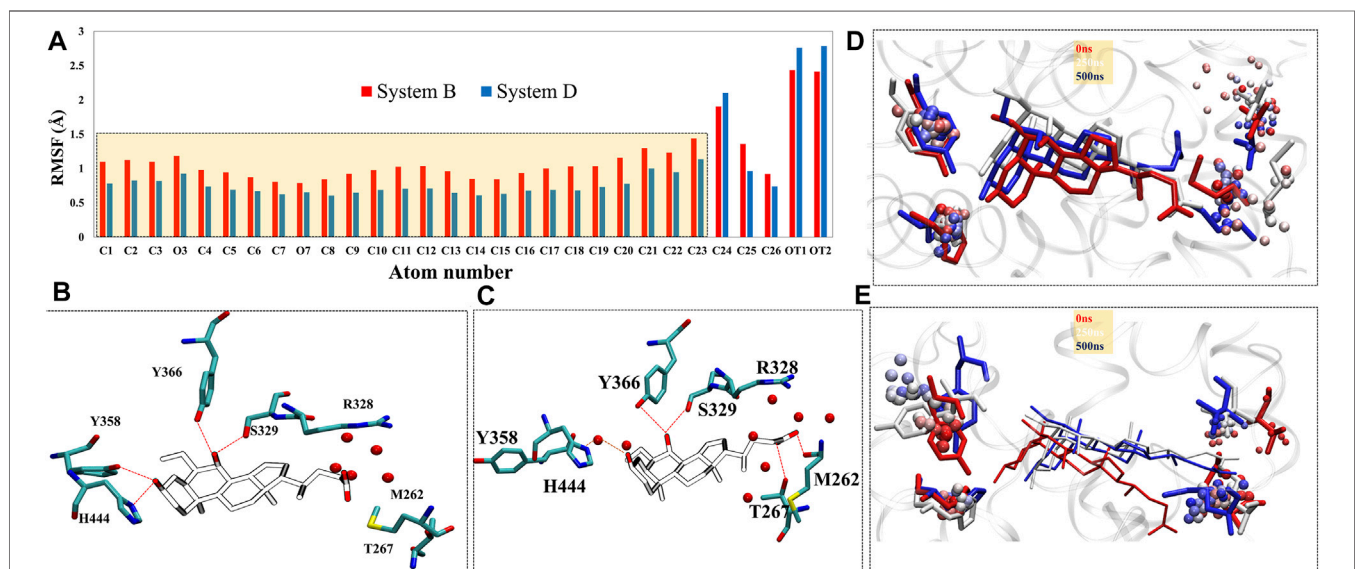 A
3
2.5
2
1.5
1
0.5
0
RMSF (Å)
System B
System D
C1 C2 C3 O3 C4 C5 C6 C7 O7 C8 C9 C10 C11 C12 C13 C14 C15 C16 C17 C18 C19 C20 C21 C22 C23 C24 C25 C26 OT1 OT2
Atom number
B
Y366
Y358
S329
R328
H444
M262
T267
C
Y366
R328
S329
Y358
H444
M262
T267
D
0ns
250ns
500ns
E
0ns
250ns
500ns